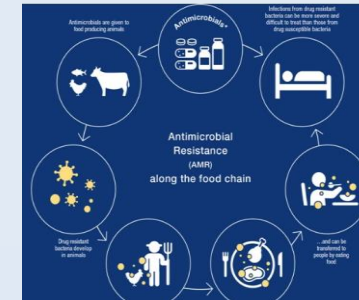 Antimicrobials*
Antimicrobials are given to
food producing animals
Infections from drug resistant
bacteria can be more severe and
difficult to treat than those from
drug susceptible bacteria
Antimicrobial
Resistance
(AMR)
along the food chain
Drug resistant
bacteria develop
in animals
...and can be
transferred to
people by eating
food